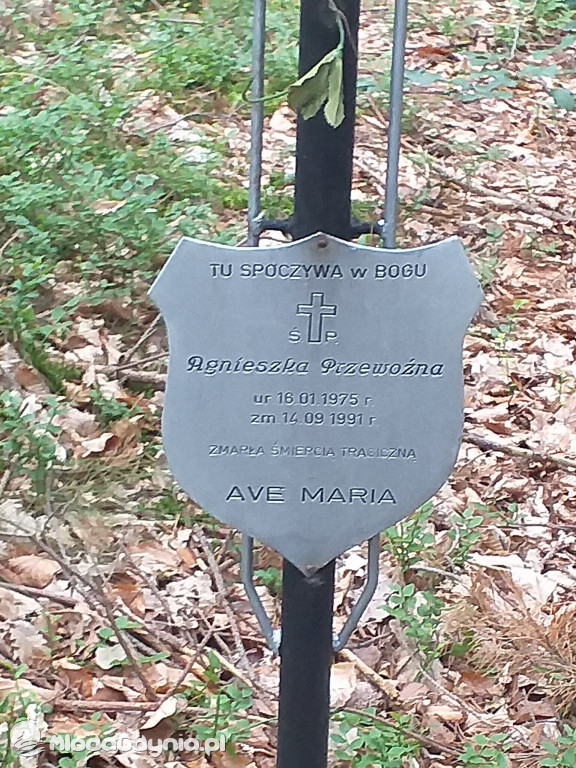 TU SPOCZYWA w BOGU
Ś P.
Agnieszka Przewoźna
ur 16.01.1975 r.
zm 14.09 1991 r
ZMARŁA ŚMIERCIĄ TRAGICZNĄ
AVE MARIA
MlodaGdynia.pl